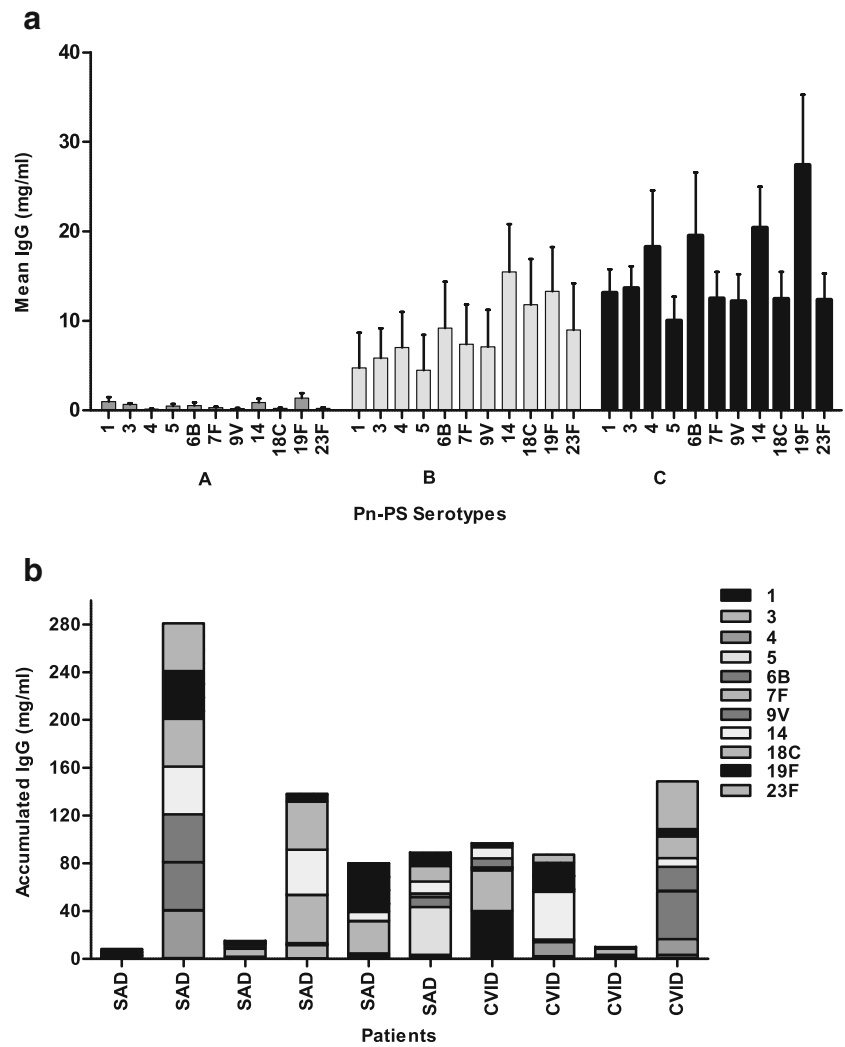 a
Mean IgG (mg/ml)
40
30
20
10
0
1 3 4 5 6B 7F 9V 14 18C 19F 23F
1 3 4 5 6B 7F 9V 14 18C 19F 23F
1 3 4 5 6B 7F 9V 14 18C 19F 23F
A B C
Pn-PS Serotypes
b
Accumulated IgG (mg/ml)
280
240
200
160
120
80
40
0
SAD SAD SAD SAD SAD SAD CVID CVID CVID CVID
Patients
1
3
4
5
6B
7F
9V
14
18C
19F
23F